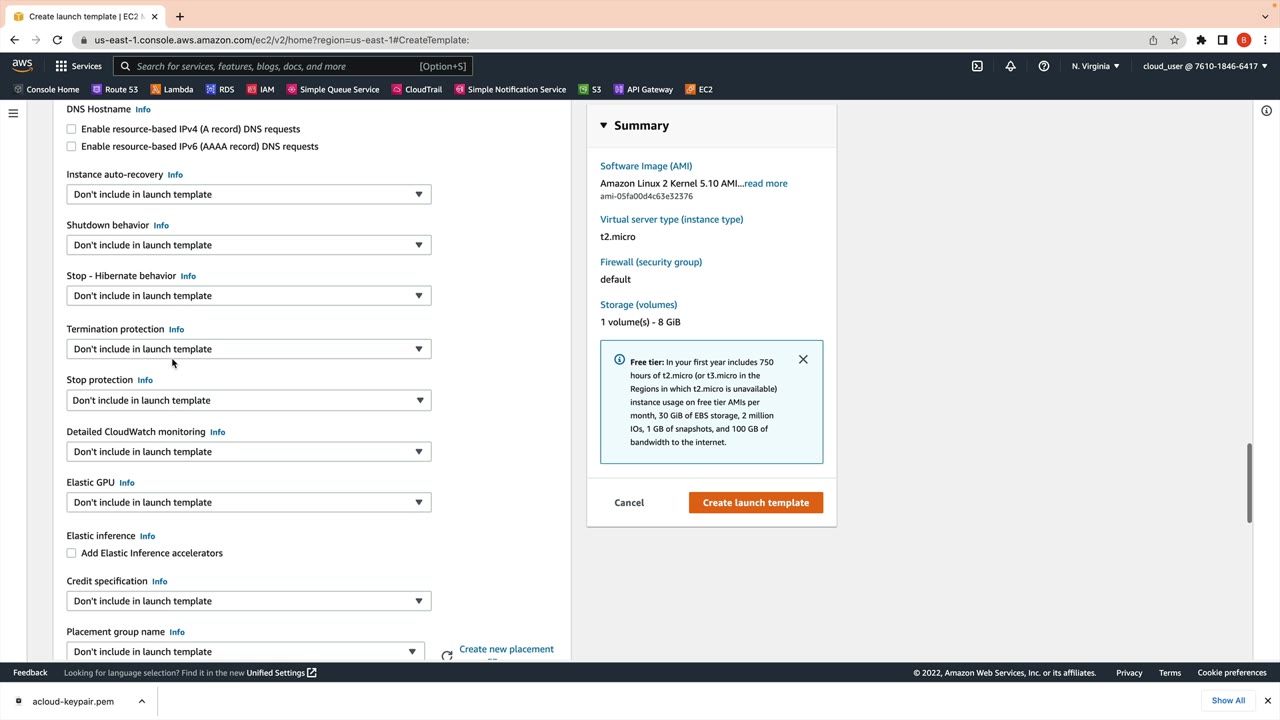 Create launch template | EC2 M
us-east-1.console.aws.amazon.com/ec2/v2/home?region=us-east-1#CreateTemplate:
B
aws
Services
Search for services, features, blogs, docs, and more
[Option+S]
N. Virginia
cloud_user @ 7610-1846-6417
Console Home
Route 53
Lambda
RDS
IAM
Simple Queue Service
CloudTrail
Simple Notification Service
S3
API Gateway
EC2
DNS Hostname Info
Enable resource-based IPv4 (A record) DNS requests
Enable resource-based IPv6 (AAAA record) DNS requests
Instance auto-recovery Info
Don't include in launch template
Shutdown behavior Info
Don't include in launch template
Stop - Hibernate behavior Info
Don't include in launch template
Termination protection Info
Don't include in launch template
Stop protection Info
Don't include in launch template
Detailed CloudWatch monitoring Info
Don't include in launch template
Elastic GPU Info
Don't include in launch template
Elastic inference Info
Add Elastic Inference accelerators
Credit specification Info
Don't include in launch template
Placement group name Info
Don't include in launch template
Create new placement
Summary
Software Image (AMI)
Amazon Linux 2 Kernel 5.10 AMI...read more
ami-05fa00d4c63e32376
Virtual server type (instance type)
t2.micro
Firewall (security group)
default
Storage (volumes)
1 volume(s) - 8 GiB
Free tier: In your first year includes 750
hours of t2.micro (or t3.micro in the
Regions in which t2.micro is unavailable)
instance usage on free tier AMIs per
month, 30 GiB of EBS storage, 2 million
IOs, 1 GB of snapshots, and 100 GB of
bandwidth to the internet.
Cancel
Create launch template
Feedback
Looking for language selection? Find it in the new Unified Settings
© 2022, Amazon Web Services, Inc. or its affiliates.
Privacy
Terms
Cookie preferences
acloud-keypair.pem
Show All